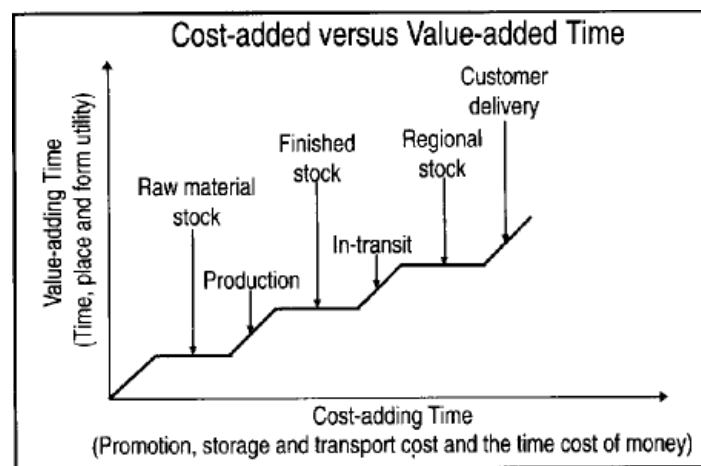 Cost-added versus Value-added Time
Customer
delivery
Regional
stock
Finished
stock
Raw material
stock
In-transit
Production
Value-adding Time
(Time, place and form utility)
Cost-adding Time
(Promotion, storage and transport cost and the time cost of money)